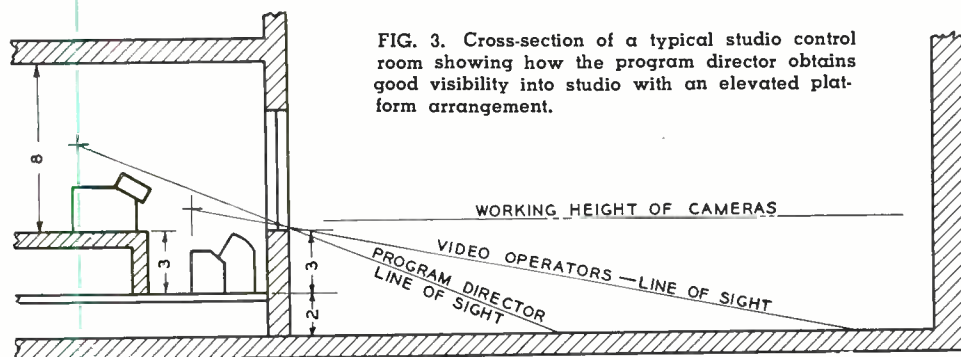 FIG. 3. Cross-section of a typical studio control
room showing how the program director obtains
good visibility into studio with an elevated plat-
form arrangement.
8
3
3
2
WORKING HEIGHT OF CAMERAS
VIDEO OPERATORS — LINE OF SIGHT
PROGRAM DIRECTOR
LINE OF SIGHT